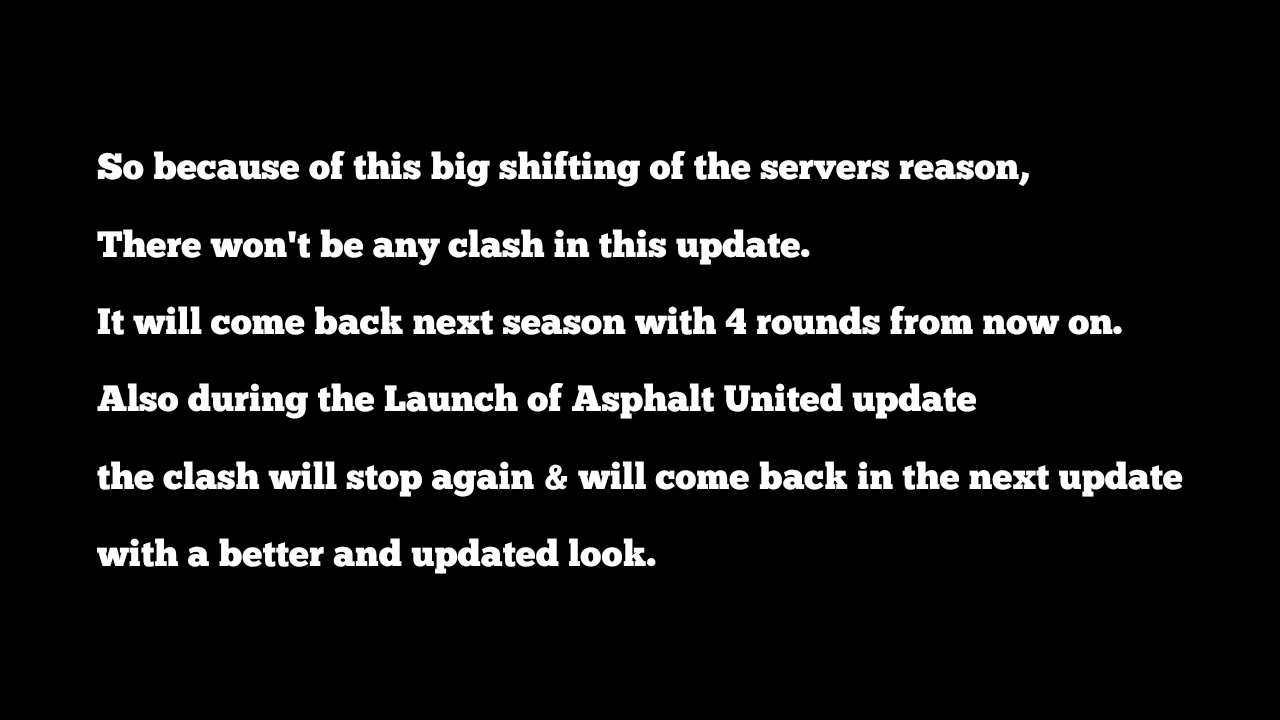 So because of this big shifting of the servers reason,
There won't be any clash in this update.
It will come back next season with 4 rounds from now on.
Also during the Launch of Asphalt United update
the clash will stop again & will come back in the next update
with a better and updated look.